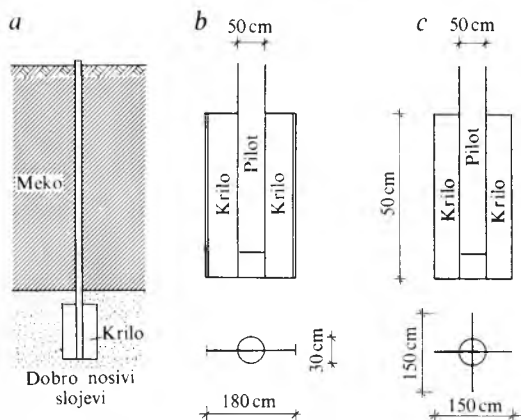 a
Meko
Krilo
Dobro nosivi
slojevi
b
50 cm
Krilo
Pilot
Krilo
30 cm
180 cm
c
50 cm
50 cm
Krilo
Pilot
Krilo
150 cm
150 cm